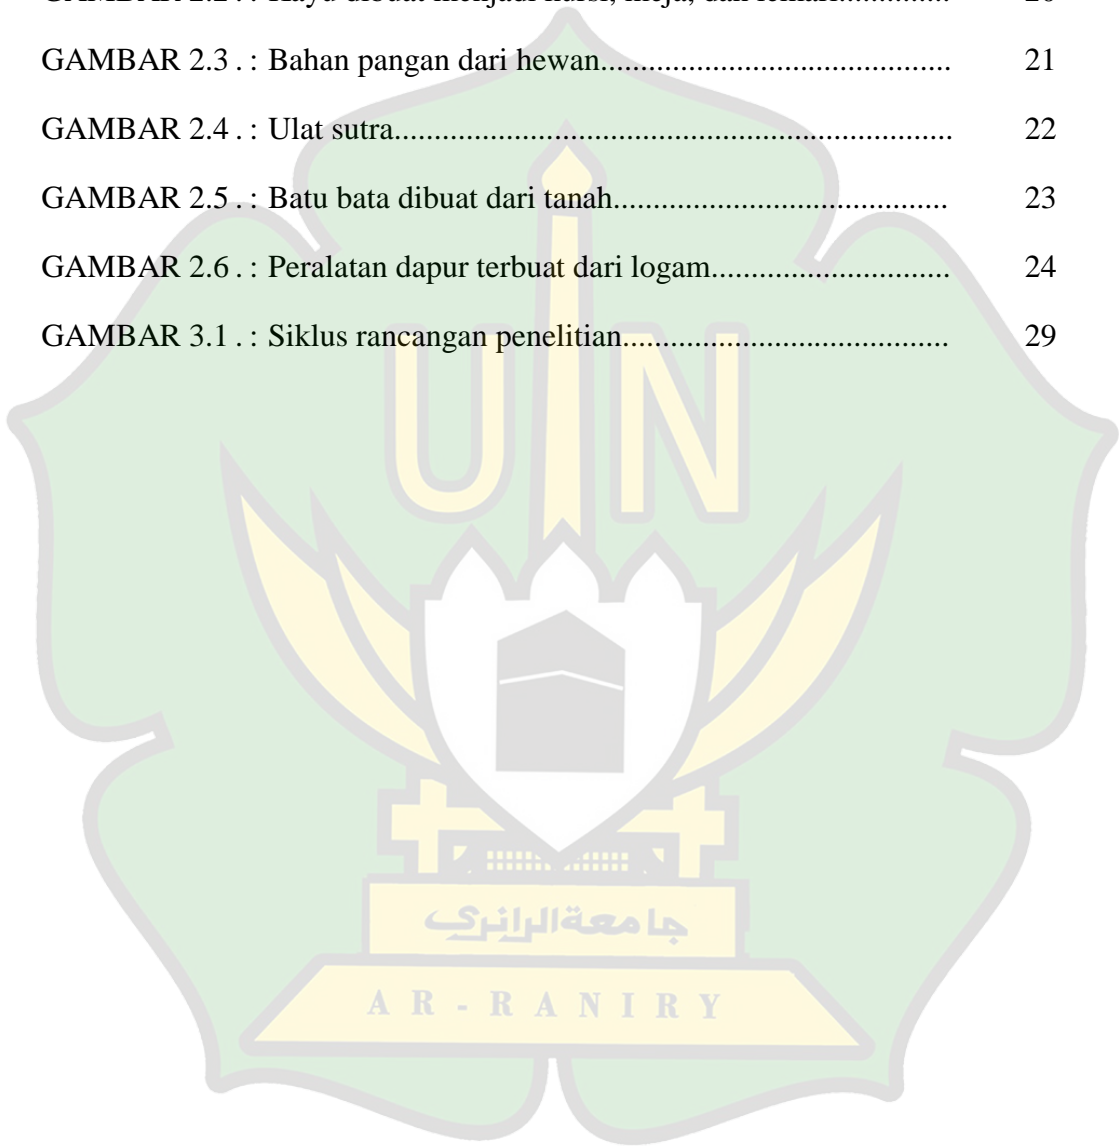 GAMBAR 2.3 . : Bahan pangan dari hewan........................................... 21
GAMBAR 2.4 . : Ulat sutra..................................................................... 22
GAMBAR 2.5 . : Batu bata dibuat dari tanah......................................... 23
GAMBAR 2.6 . : Peralatan dapur terbuat dari logam............................. 24
GAMBAR 3.1 . : Siklus rancangan penelitian........................................ 29
UIN
جامعة الرانري
AR-RANIRY